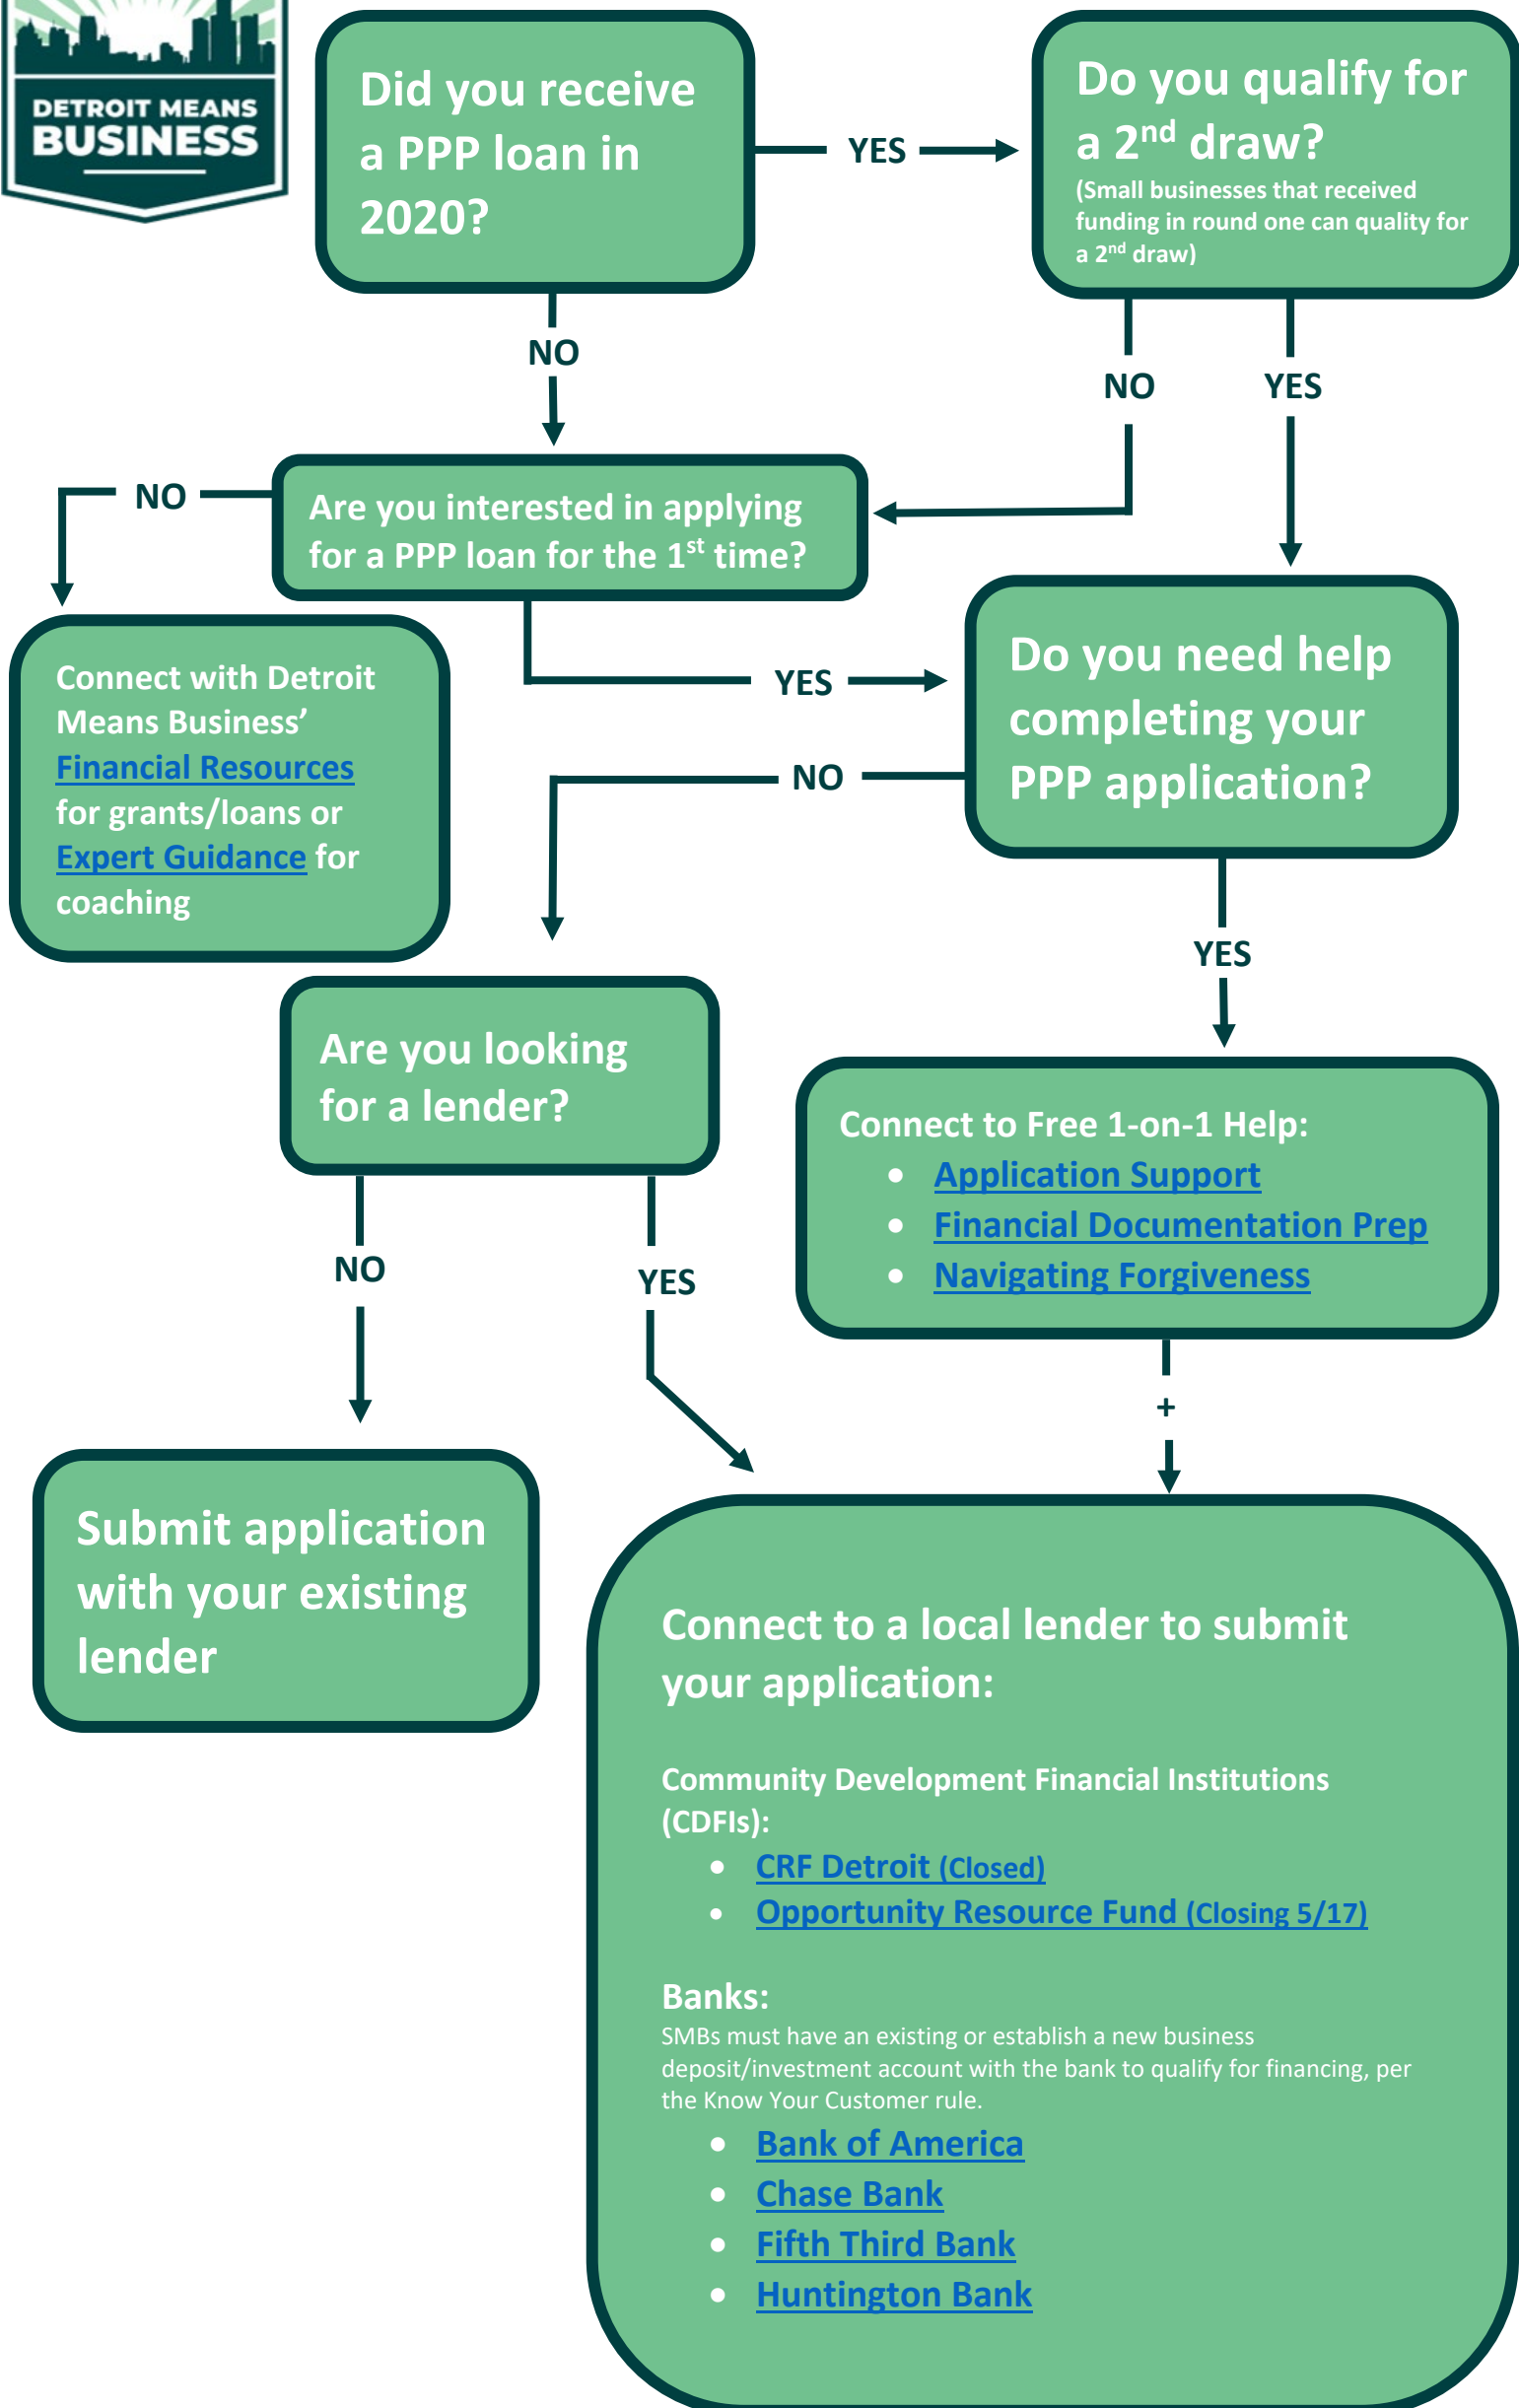 DETROIT MEANS
BUSINESS
Did you receive
a PPP loan in
2020?
YES
Do you qualify for
a 2nd draw?
(Small businesses that received
funding in round one can quality for
a 2nd draw)
NO
NO
YES
NO
Are you interested in applying
for a PPP loan for the 1st time?
Connect with Detroit
Means Business’
Financial Resources
for grants/loans or
Expert Guidance for
coaching
YES
Do you need help
completing your
PPP application?
NO
YES
Are you looking
for a lender?
Connect to Free 1-on-1 Help:
• Application Support
• Financial Documentation Prep
• Navigating Forgiveness
NO
YES
+
Submit application
with your existing
lender
Connect to a local lender to submit
your application:
Community Development Financial Institutions
(CDFIs):
• CRF Detroit (Closed)
• Opportunity Resource Fund (Closing 5/17)
Banks:
SMBs must have an existing or establish a new business
deposit/investment account with the bank to qualify for financing, per
the Know Your Customer rule.
• Bank of America
• Chase Bank
• Fifth Third Bank
• Huntington Bank